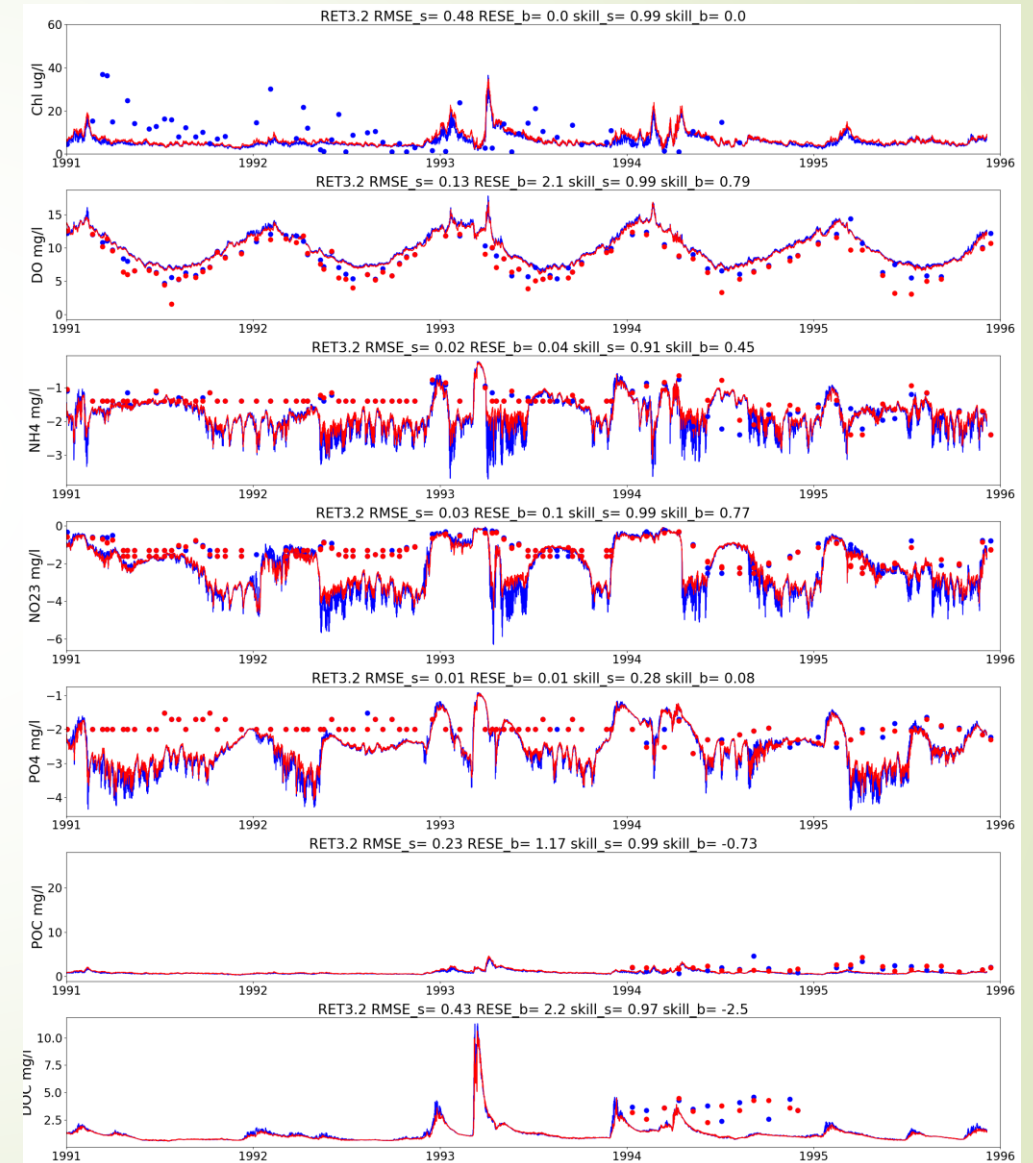 RET3.2 RMSE_s= 0.48 RESE_b= 0.0 skill_s= 0.99 skill_b= 0.0
Chl ug/l
60
40
20
0
1991 1992 1993 1994 1995 1996
RET3.2 RMSE_s= 0.13 RESE_b= 2.1 skill_s= 0.99 skill_b= 0.79
DO mg/l
15
10
5
0
1991 1992 1993 1994 1995 1996
RET3.2 RMSE_s= 0.02 RESE_b= 0.04 skill_s= 0.91 skill_b= 0.45
NH4 mg/l
−1
−2
−3
1991 1992 1993 1994 1995 1996
RET3.2 RMSE_s= 0.03 RESE_b= 0.1 skill_s= 0.99 skill_b= 0.77
NO23 mg/l
0
−2
−4
−6
1991 1992 1993 1994 1995 1996
RET3.2 RMSE_s= 0.01 RESE_b= 0.01 skill_s= 0.28 skill_b= 0.08
PO4 mg/l
−1
−2
−3
−4
1991 1992 1993 1994 1995 1996
RET3.2 RMSE_s= 0.23 RESE_b= 1.17 skill_s= 0.99 skill_b= -0.73
POC mg/l
20
10
0
1991 1992 1993 1994 1995 1996
RET3.2 RMSE_s= 0.43 RESE_b= 2.2 skill_s= 0.97 skill_b= -2.5
DOC mg/l
10.0
7.5
5.0
2.5
1991 1992 1993 1994 1995 1996